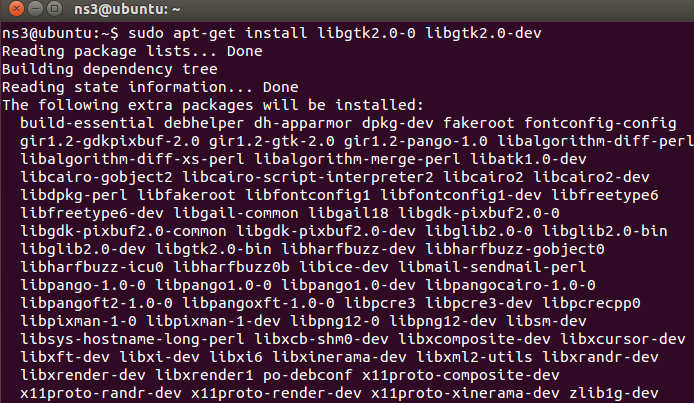 ns3@ubuntu: ~
ns3@ubuntu:~$ sudo apt-get install libgtk2.0-0 libgtk2.0-dev
Reading package lists... Done
Building dependency tree
Reading state information... Done
The following extra packages will be installed:
  build-essential debhelper dh-apparmor dpkg-dev fakeroot fontconfig-config
  gir1.2-gdkpixbuf-2.0 gir1.2-gtk-2.0 gir1.2-pango-1.0 libalgorithm-diff-perl
  libalgorithm-diff-xs-perl libalgorithm-merge-perl libatk1.0-dev
  libcairo-gobject2 libcairo-script-interpreter2 libcairo2 libcairo2-dev
  libdpkg-perl libfakeroot libfontconfig1 libfontconfig1-dev libfreetype6
  libfreetype6-dev libgail-common libgail18 libgdk-pixbuf2.0-0
  libgdk-pixbuf2.0-common libgdk-pixbuf2.0-dev libglib2.0-0 libglib2.0-bin
  libglib2.0-dev libgtk2.0-bin libharfbuzz-dev libharfbuzz-gobject0
  libharfbuzz-icu0 libharfbuzz0b libice-dev libmail-sendmail-perl
  libpango-1.0-0 libpango1.0-0 libpango1.0-dev libpangocairo-1.0-0
  libpangoft2-1.0-0 libpangoxft-1.0-0 libpcre3 libpcre3-dev libpcrecpp0
  libpixman-1-0 libpixman-1-dev libpng12-0 libpng12-dev libsm-dev
  libsys-hostname-long-perl libxcb-shm0-dev libxcomposite-dev libxcursor-dev
  libxft-dev libxi-dev libxi6 libxinerama-dev libxml2-utils libxrandr-dev
  libxrender-dev libxrender1 po-debconf x11proto-composite-dev
  x11proto-randr-dev x11proto-render-dev x11proto-xinerama-dev zlib1g-dev